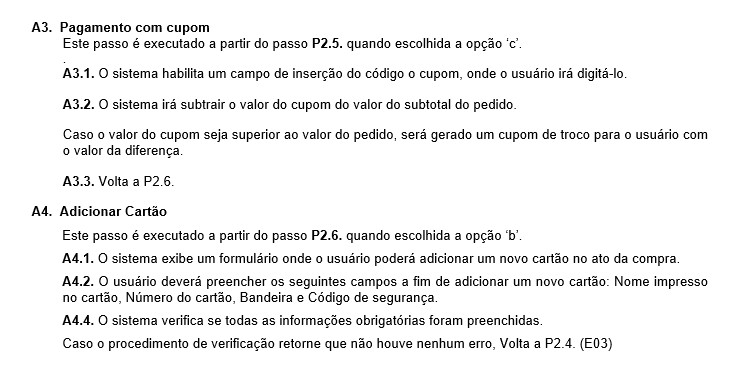 A3. Pagamento com cupom
Este passo é executado a partir do passo P2.5. quando escolhida a opção ‘c’.
.
A3.1. O sistema habilita um campo de inserção do código o cupom, onde o usuário irá digitá-lo.
A3.2. O sistema irá subtrair o valor do cupom do valor do subtotal do pedido.
Caso o valor do cupom seja superior ao valor do pedido, será gerado um cupom de troco para o usuário com
o valor da diferença.
A3.3. Volta a P2.6.
A4. Adicionar Cartão
Este passo é executado a partir do passo P2.6. quando escolhida a opção ‘b’.
A4.1. O sistema exibe um formulário onde o usuário poderá adicionar um novo cartão no ato da compra.
A4.2. O usuário deverá preencher os seguintes campos a fim de adicionar um novo cartão: Nome impresso
no cartão, Número do cartão, Bandeira e Código de segurança.
A4.4. O sistema verifica se todas as informações obrigatórias foram preenchidas.
Caso o procedimento de verificação retorne que não houve nenhum erro, Volta a P2.4. (E03)